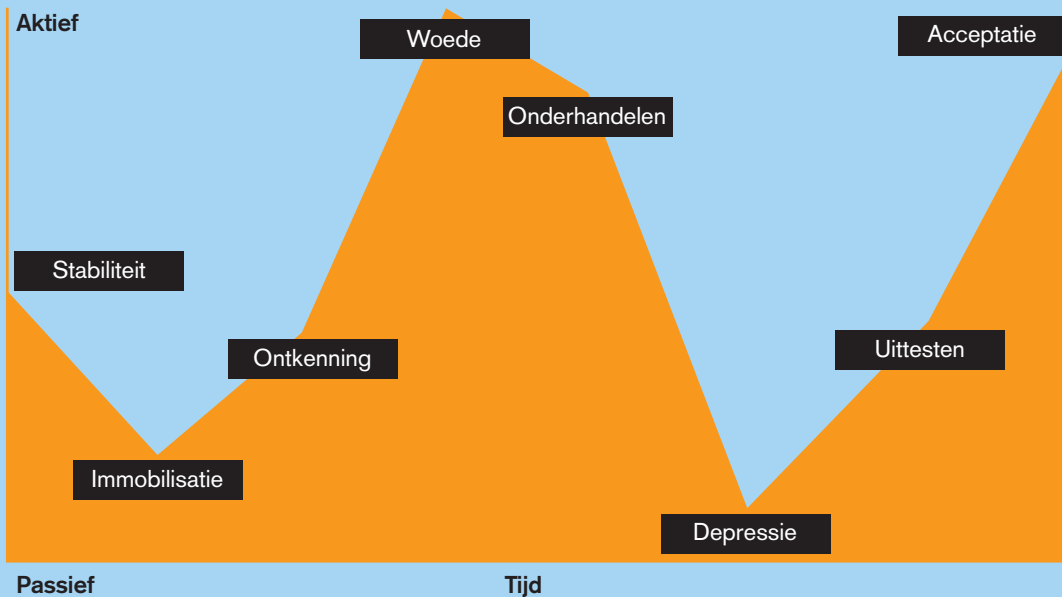 Aktief
Woede
Acceptatie
Onderhandelen
Stabiliteit
Ontkenning
Uittesten
Immobilisatie
Depressie
Passief
Tijd